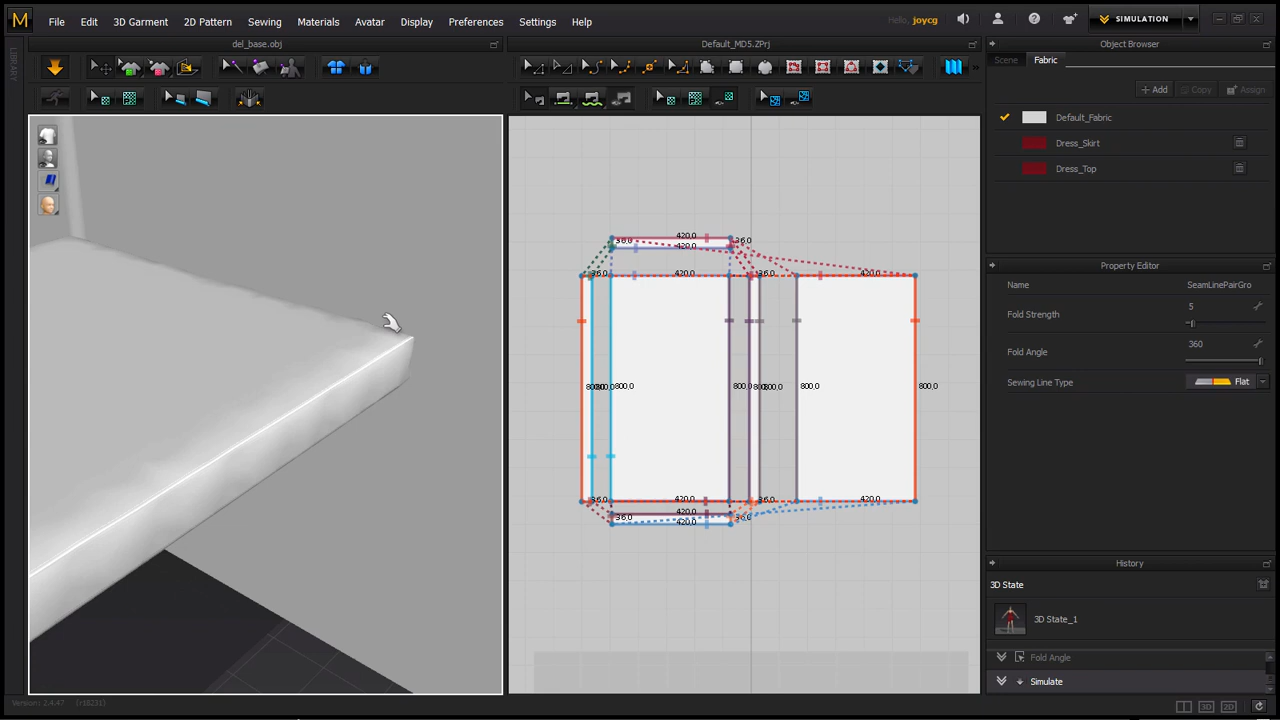 M File Edit 3D Garment 2D Pattern Sewing Materials Avatar Display Preferences Settings Help Hello, joycg SIMULATION
LIBRARY
del_base.obj
Default_MD5.ZPrj
Object Browser
Scene Fabric
+ Add Copy Assign
Default_Fabric
Dress_Skirt
Dress_Top
Property Editor
Name SeamLinePairGro
Fold Strength 5
Fold Angle 360
Sewing Line Type Flat
History
3D State
3D State_1
Fold Angle
Simulate
420,0
36,0 36,0
420,0
36,0 420,0 36,0 420,0
800,0 800,0 800,0 800,0
36,0 420,0 36,0 420,0
420,0
36,0 36,0
420,0
Version: 2.4.47 (r18231)
3D 2D